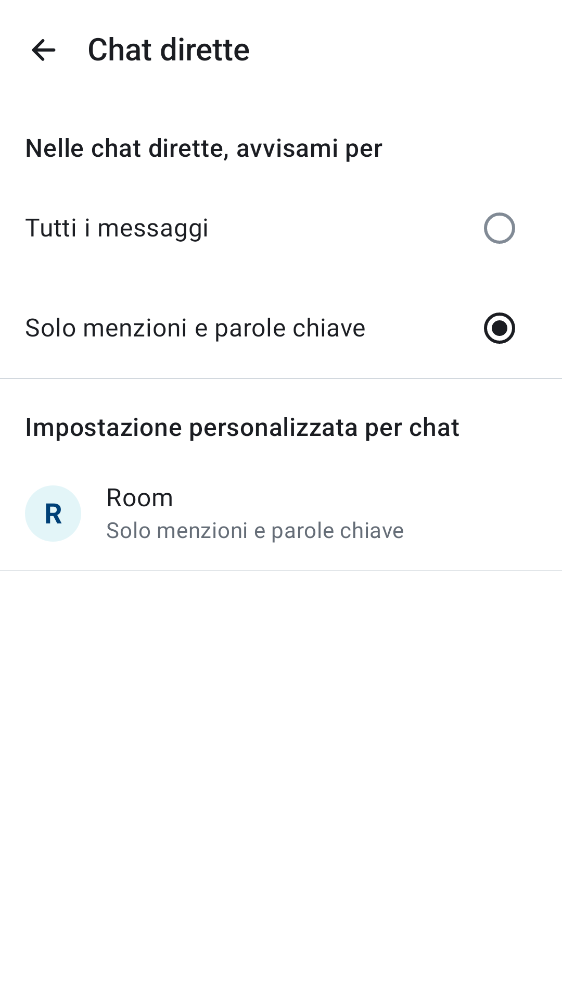 Chat dirette
Nelle chat dirette, avvisami per
Tutti i messaggi
Solo menzioni e parole chiave
Impostazione personalizzata per chat
R
Room
Solo menzioni e parole chiave